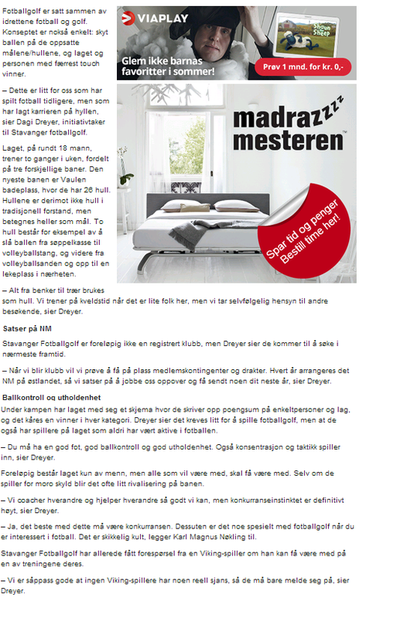 Fotballgolf er satt sammen av
idrettene fotball og golf.
Konseptet er nokså enkelt: skyt
ballen på de oppsatte
målene/hullene, og laget og
personen med færrest touch
vinner.
– Dette er litt for oss som har
spilt fotball tidligere, men som
har lagt karrieren på hyllen,
sier Dagi Dreyer, initiativtaker
til Stavanger fotballgolf.
Laget, på rundt 18 mann,
trener to ganger i uken, fordelt
på tre forskjellige baner. Den
nyeste banen er Vaulen
badeplass, hvor de har 26 hull.
Hullene er derimot ikke hull i
tradisjonell forstand, men
betegnes heller som mål. To
hull består for eksempel av å
slå ballen fra søppelkasse til
volleyballstang, og videre fra
volleyballsanden og opp til en
lekeplass i nærheten.
– Alt fra benker til trær brukes
som hull. Vi trener på kveldstid når det er lite folk her, men vi tar selvfølgelig hensyn til andre
besøkende, sier Dreyer.
VIAPLAY
Glem ikke barnas
favoritter i sommer!
Shaun
the
Sheep
Prøv 1 mnd. for kr. 0,-
madrazzzzz
mesteren™
Spar tid og penger
Bestill time her!
Satser på NM
Stavanger Fotballgolf er foreløpig ikke en registrert klubb, men Dreyer sier de kommer til å søke i
nærmeste framtid.
– Når vi blir klubb vil vi prøve å få på plass medlemskontingenter og drakter. Hvert år arrangeres det
NM på østlandet, så vi satser på å jobbe oss oppover og få sendt noen dit neste år, sier Dreyer.
Ballkontroll og utholdenhet
Under kampen har laget med seg et skjema hvor de skriver opp poengsum på enkeltpersoner og lag,
og det kåres en vinner i hver kategori. Dreyer sier det kreves litt for å spille fotballgolf, men at de
også har spillere på laget som aldri har vært aktive i fotballen.
– Du må ha en god fot, god ballkontroll og god utholdenhet. Også konsentrasjon og taktikk spiller
inn, sier Dreyer.
Foreløpig består laget kun av menn, men alle som vil være med, skal få være med. Selv om de
spiller for moro skyld blir det ofte litt rivalisering på banen.
– Vi coacher hverandre og hjelper hverandre så godt vi kan, men konkurranseinstinktet er definitivt
høyt, sier Dreyer.
– Ja, det beste med dette må være konkurransen. Dessuten er det noe spesielt med fotballgolf når du
er interessert i fotball. Det er skikkelig kult, legger Karl Magnus Nøkling til.
Stavanger Fotballgolf har allerede fått forespørsel fra en Viking-spiller om han kan få være med på
en av treningene deres.
– Vi er såpass gode at ingen Viking-spillere har noen reell sjans, så de må bare melde seg på, sier
Dreyer.